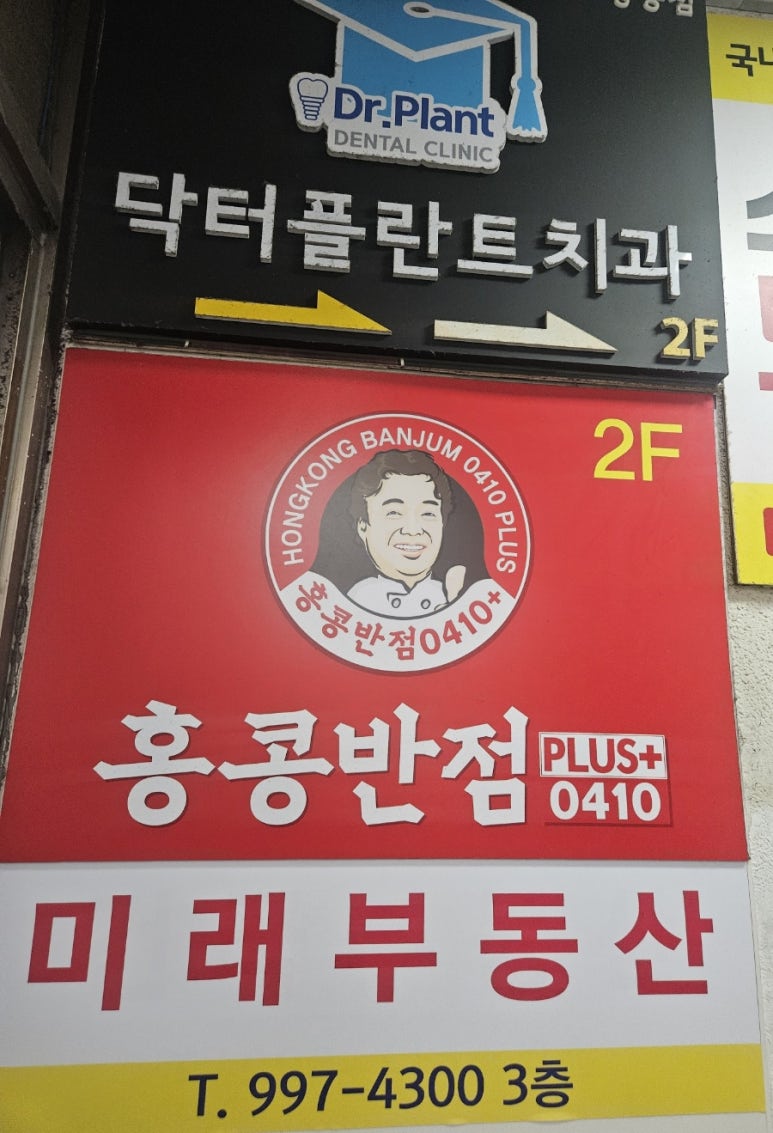 Dr.Plant
DENTAL CLINIC
닥터플란트치과
2F
2F
HONGKONG BANJUM 0410 PLUS
홍콩반점0410+
홍콩반점 PLUS+
0410
미래부동산
T. 997-4300 3층